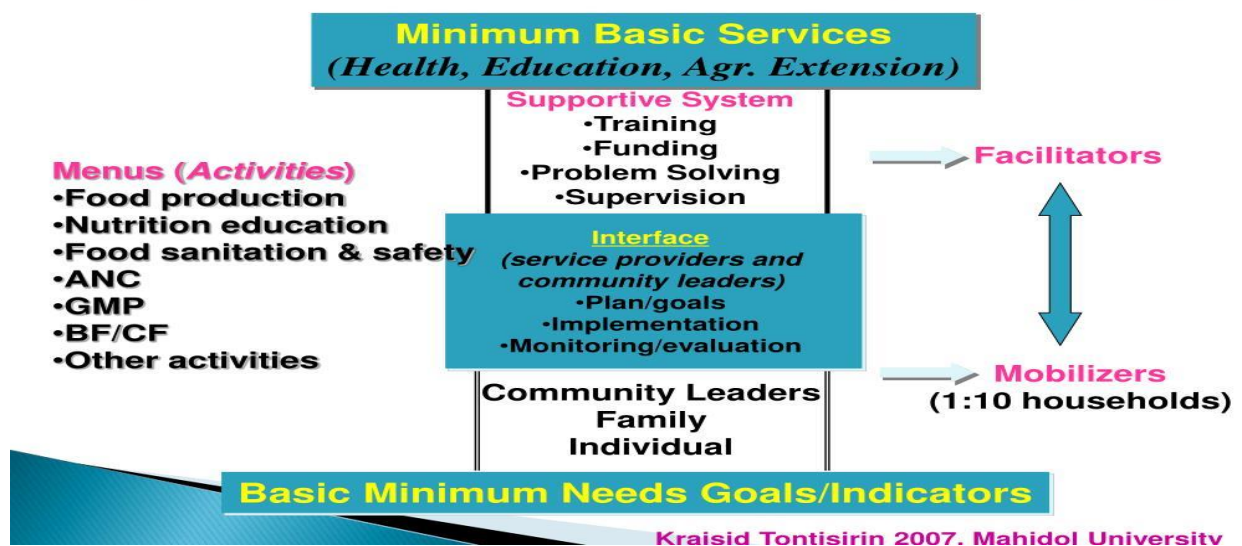 Minimum Basic Services
(Health, Education, Agr. Extension)
Supportive System
•Training
•Funding
•Problem Solving
•Supervision
Menus (Activities)
•Food production
•Nutrition education
•Food sanitation & safety
•ANC
•GMP
•BF/CF
•Other activities
Interface
(service providers and
community leaders)
•Plan/goals
•Implementation
•Monitoring/evaluation
Facilitators
Mobilizers
(1:10 households)
Community Leaders
Family
Individual
Basic Minimum Needs Goals/Indicators
Kraisid Tontisirin 2007. Mahidol University